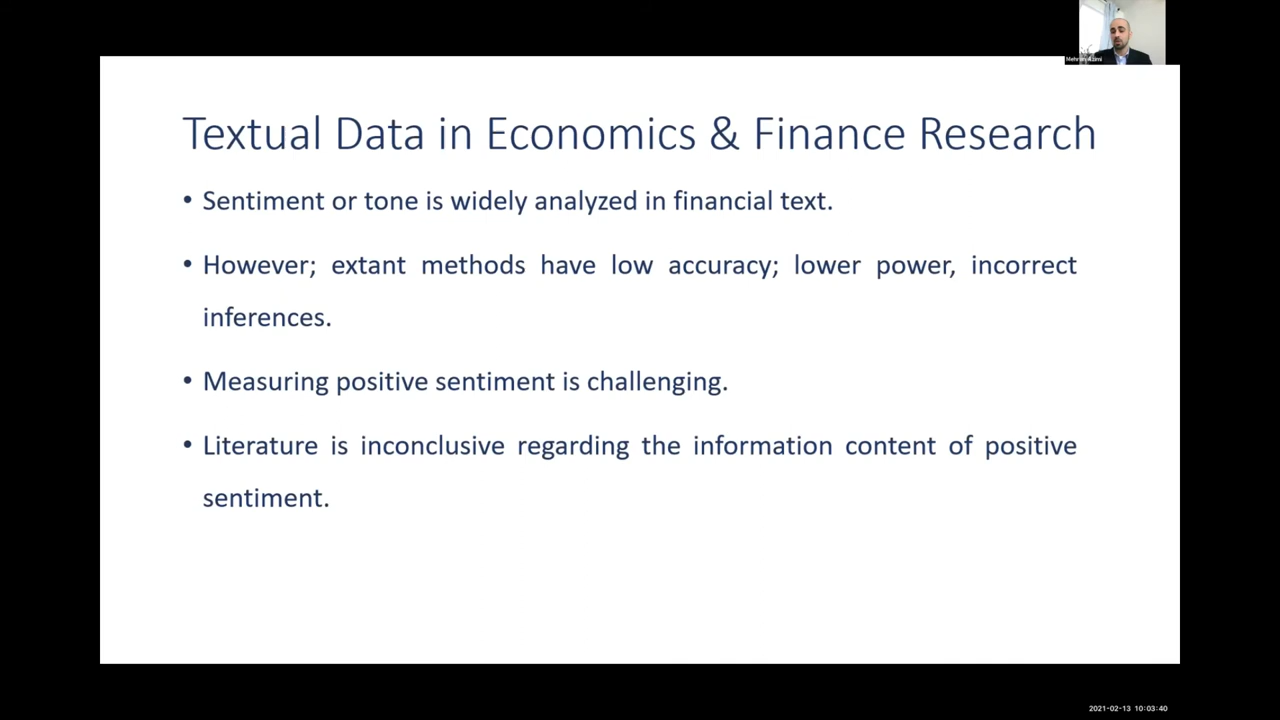 Mehran Azimi
Textual Data in Economics & Finance Research
• Sentiment or tone is widely analyzed in financial text.
• However; extant methods have low accuracy; lower power, incorrect
inferences.
• Measuring positive sentiment is challenging.
• Literature is inconclusive regarding the information content of positive
sentiment.
2021-02-13 10:03:40